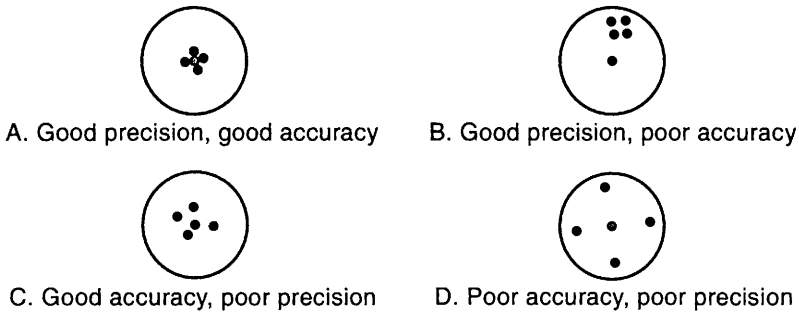 A. Good precision, good accuracy
B. Good precision, poor accuracy
C. Good accuracy, poor precision
D. Poor accuracy, poor precision